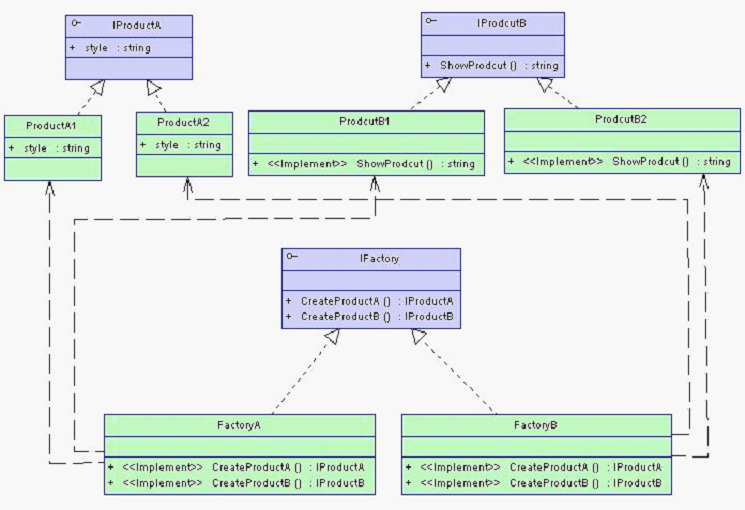 IProductA
+ style : string
IProdcutB
+ ShowProdcut () : string
ProductA1
+ style : string
ProductA2
+ style : string
ProdcutB1
+ <<Implement>> ShowProdcut () : string
ProdcutB2
+ <<Implement>> ShowProdcut () : string
IFactory
+ CreateProductA () : IProductA
+ CreateProductB () : IProductB
FactoryA
+ <<Implement>> CreateProductA () : IProductA
+ <<Implement>> CreateProductB () : IProductB
FactoryB
+ <<Implement>> CreateProductA () : IProductA
+ <<Implement>> CreateProductB () : IProductB